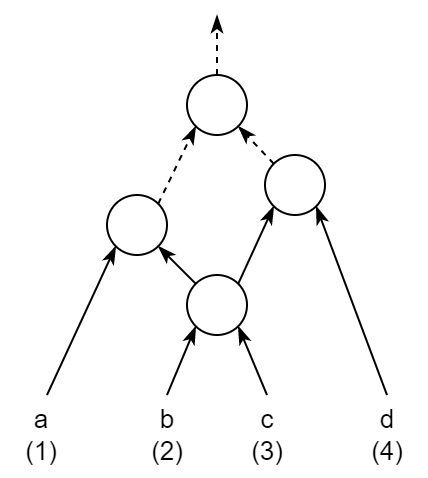 a b c d
(1) (2) (3) (4)